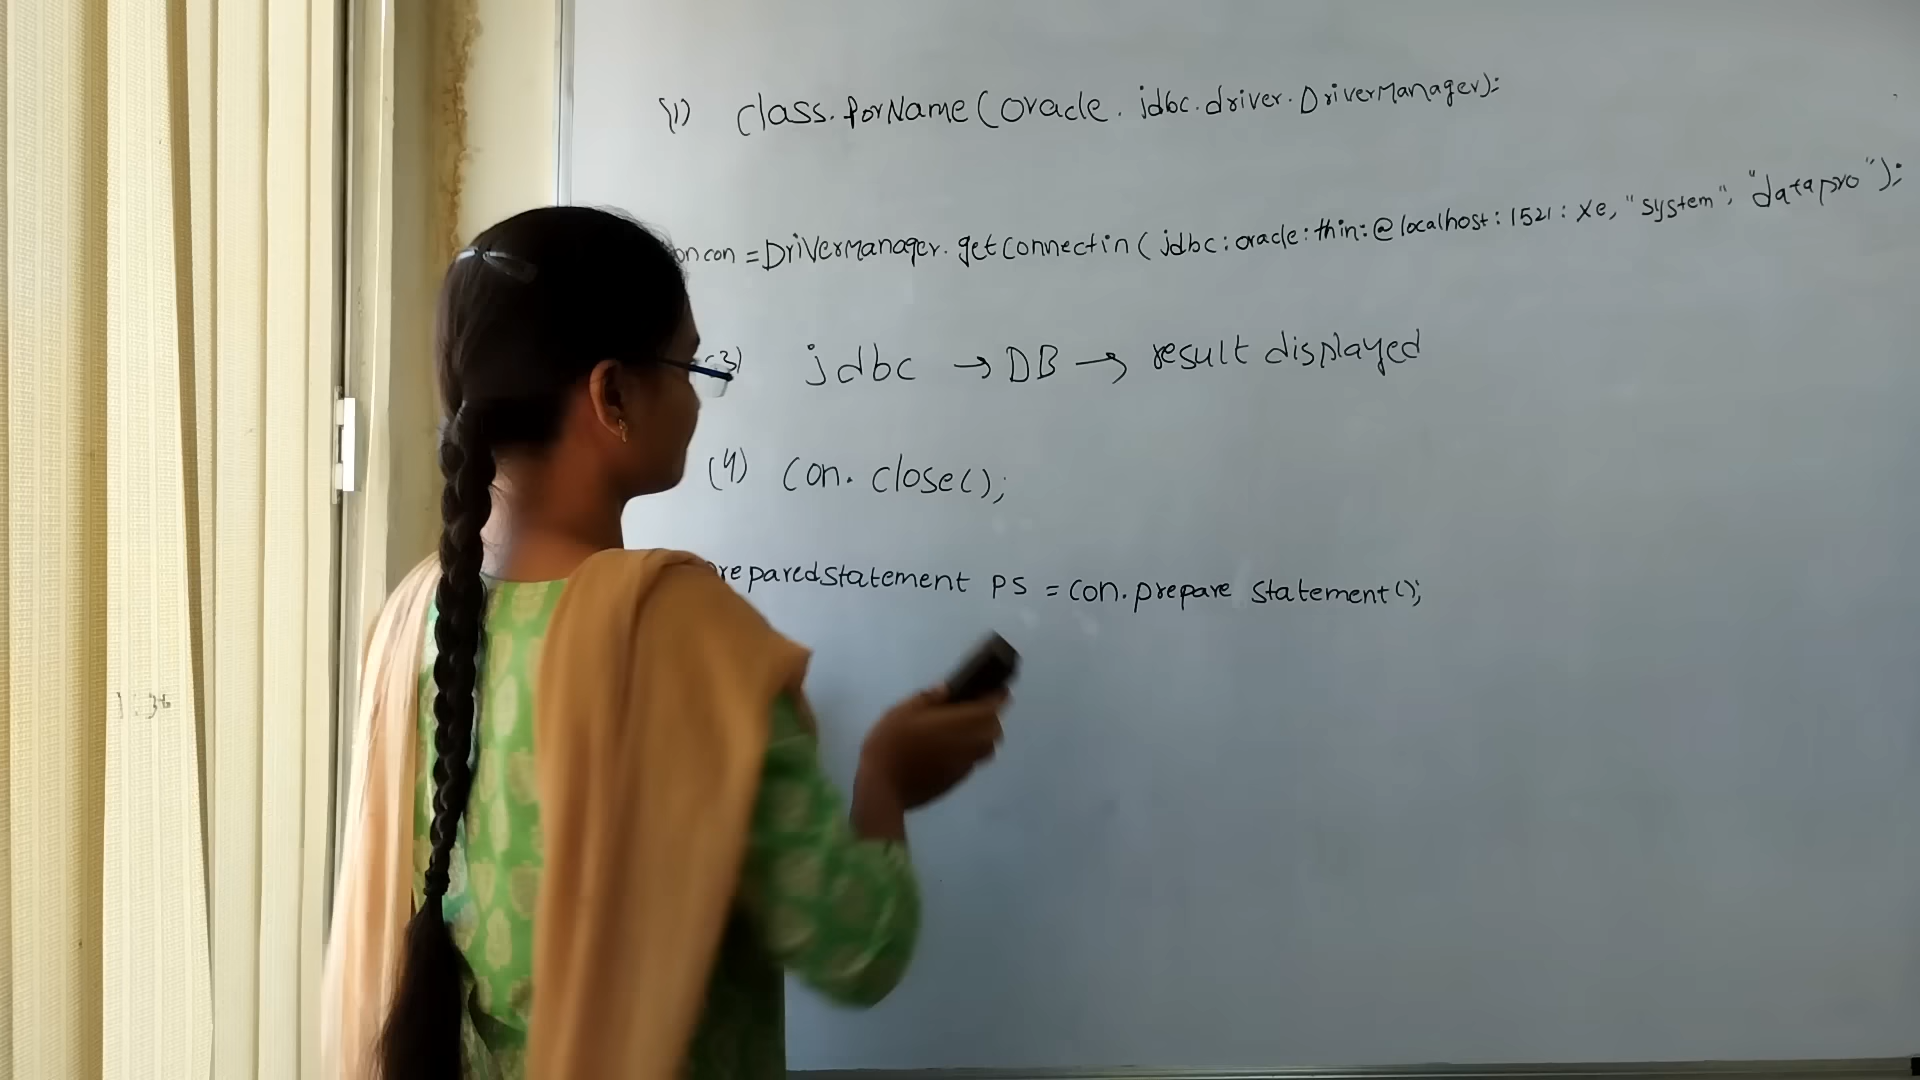 (1) class.forName(oracle.jdbc.driver.DriverManager);
on con = DriverManager.getconnectin(jdbc:oracle:thin:@localhost:1521:xe,"system","datapro");
(3) jdbc → DB → result displayed
(4) con.close();
reparedstatement ps = con.prepare statement();